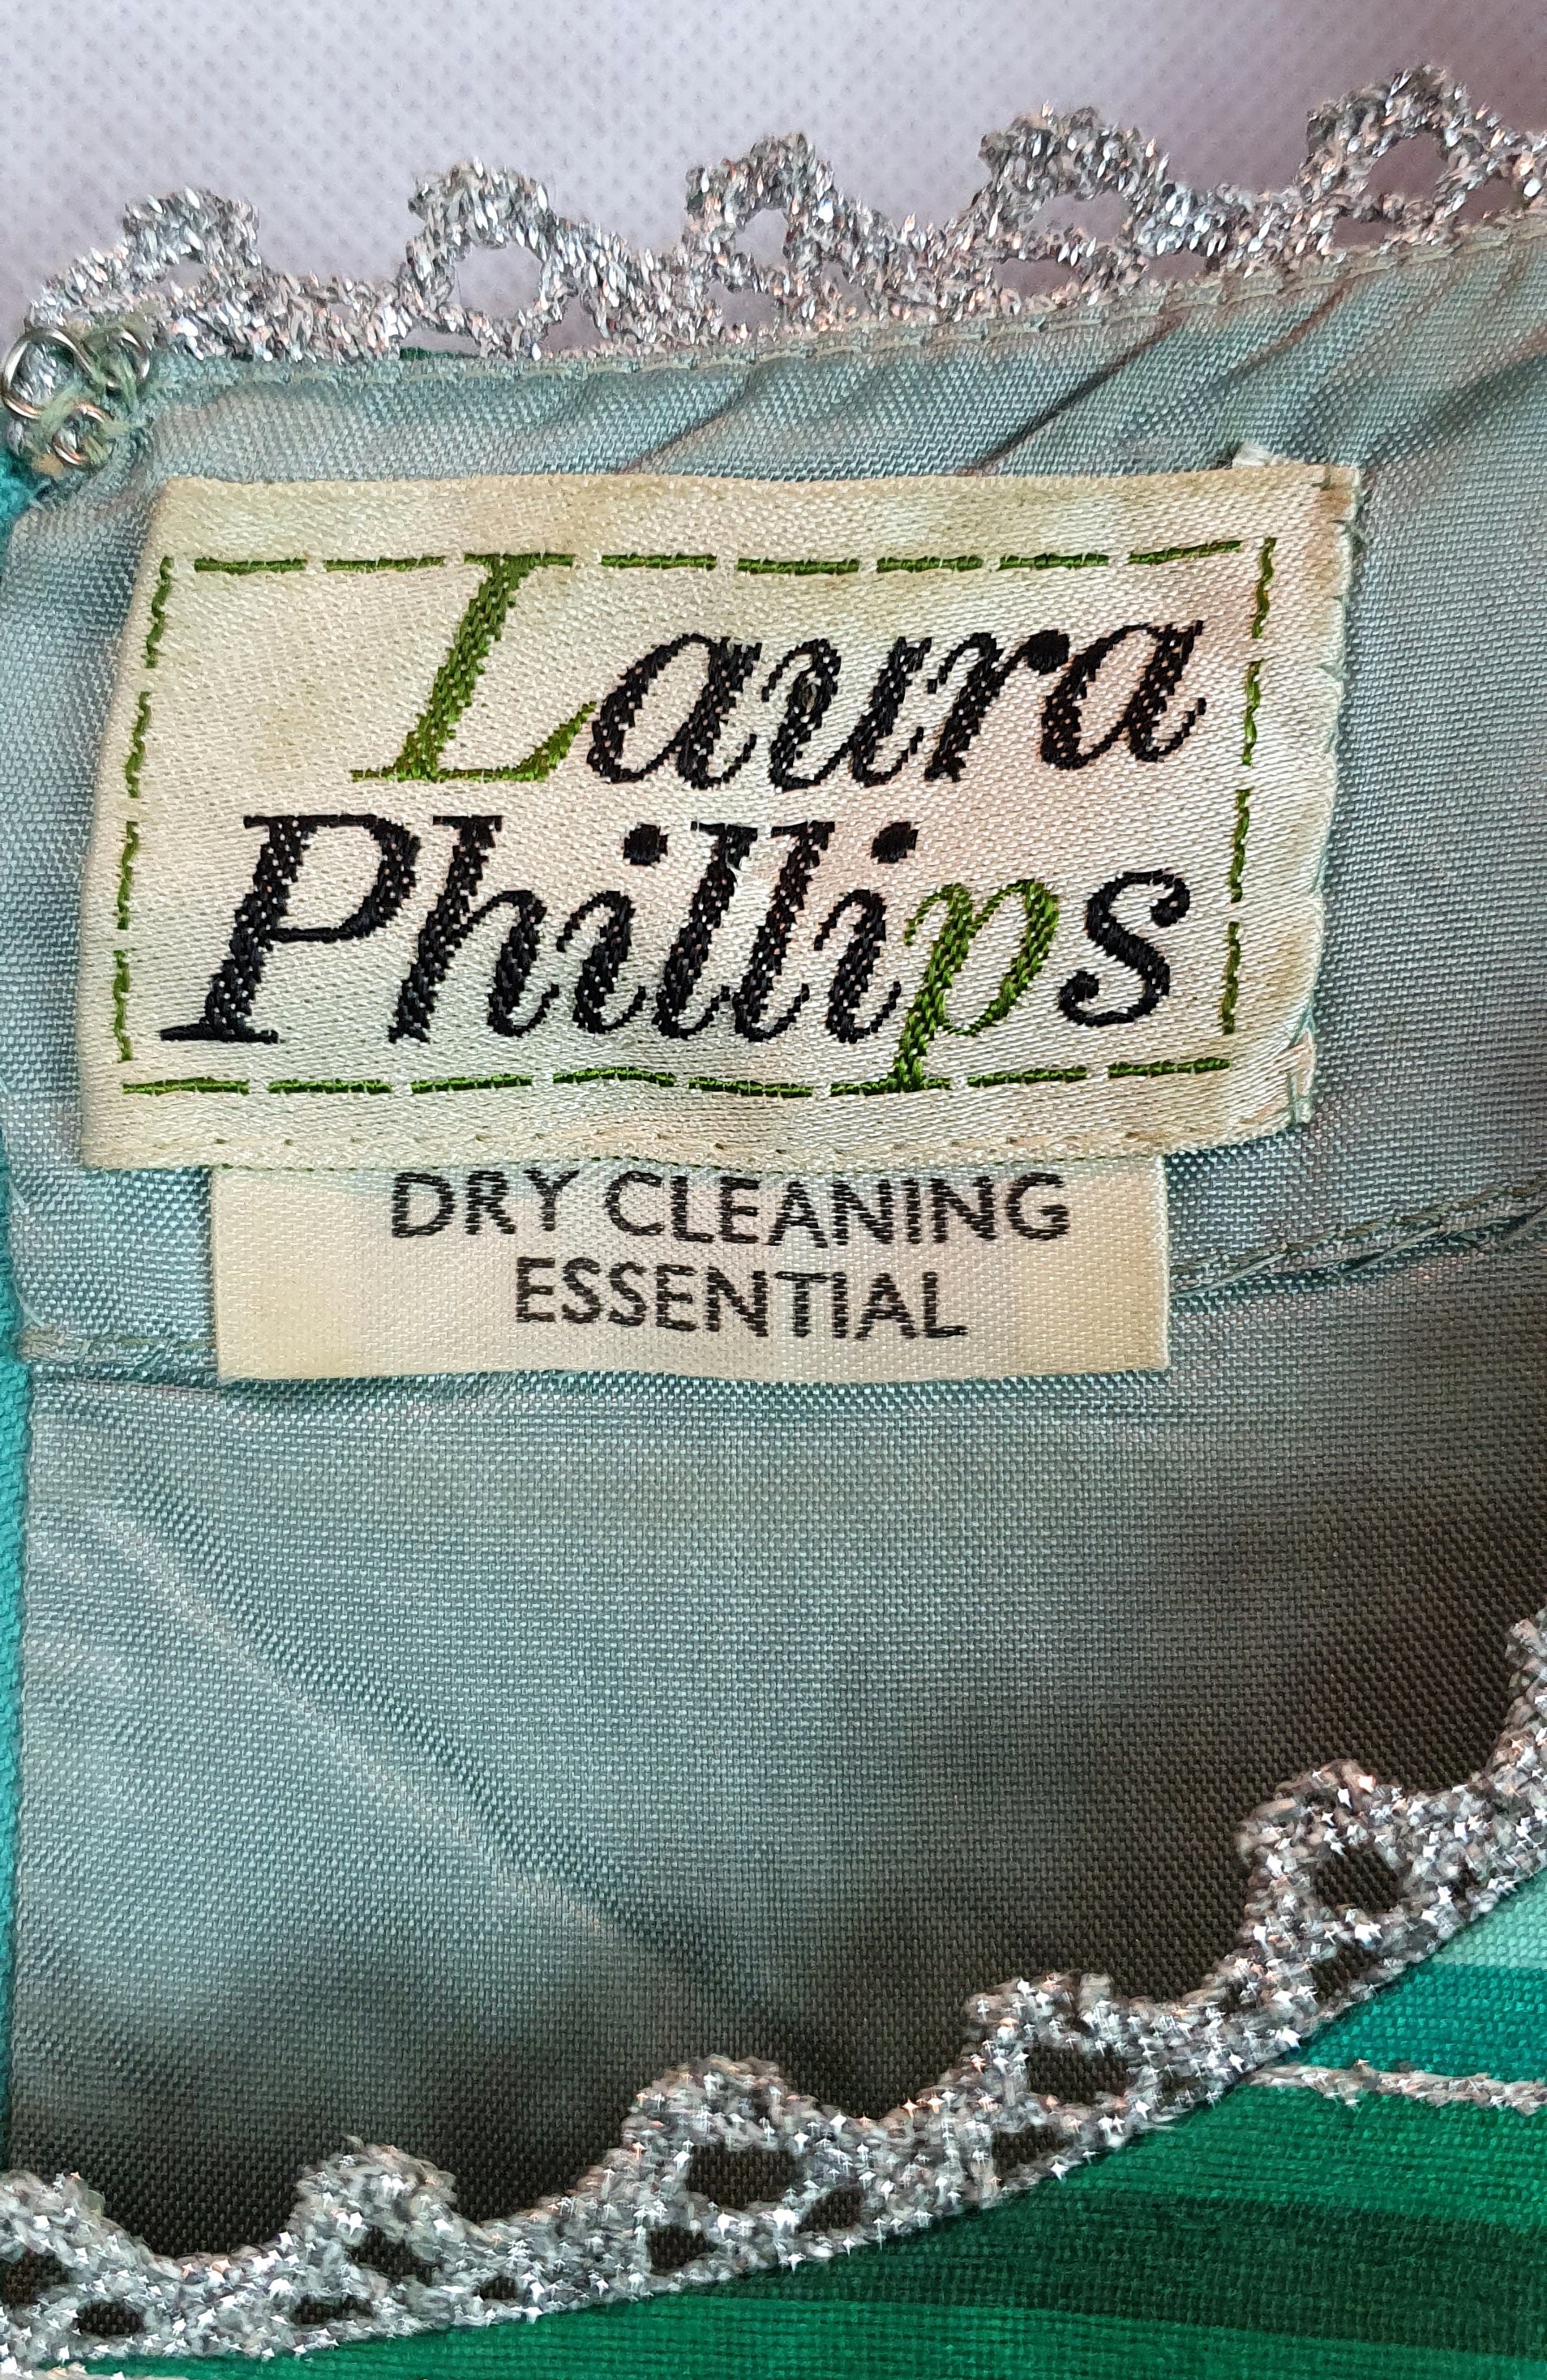 Laura
Phillips
DRY CLEANING
ESSENTIAL